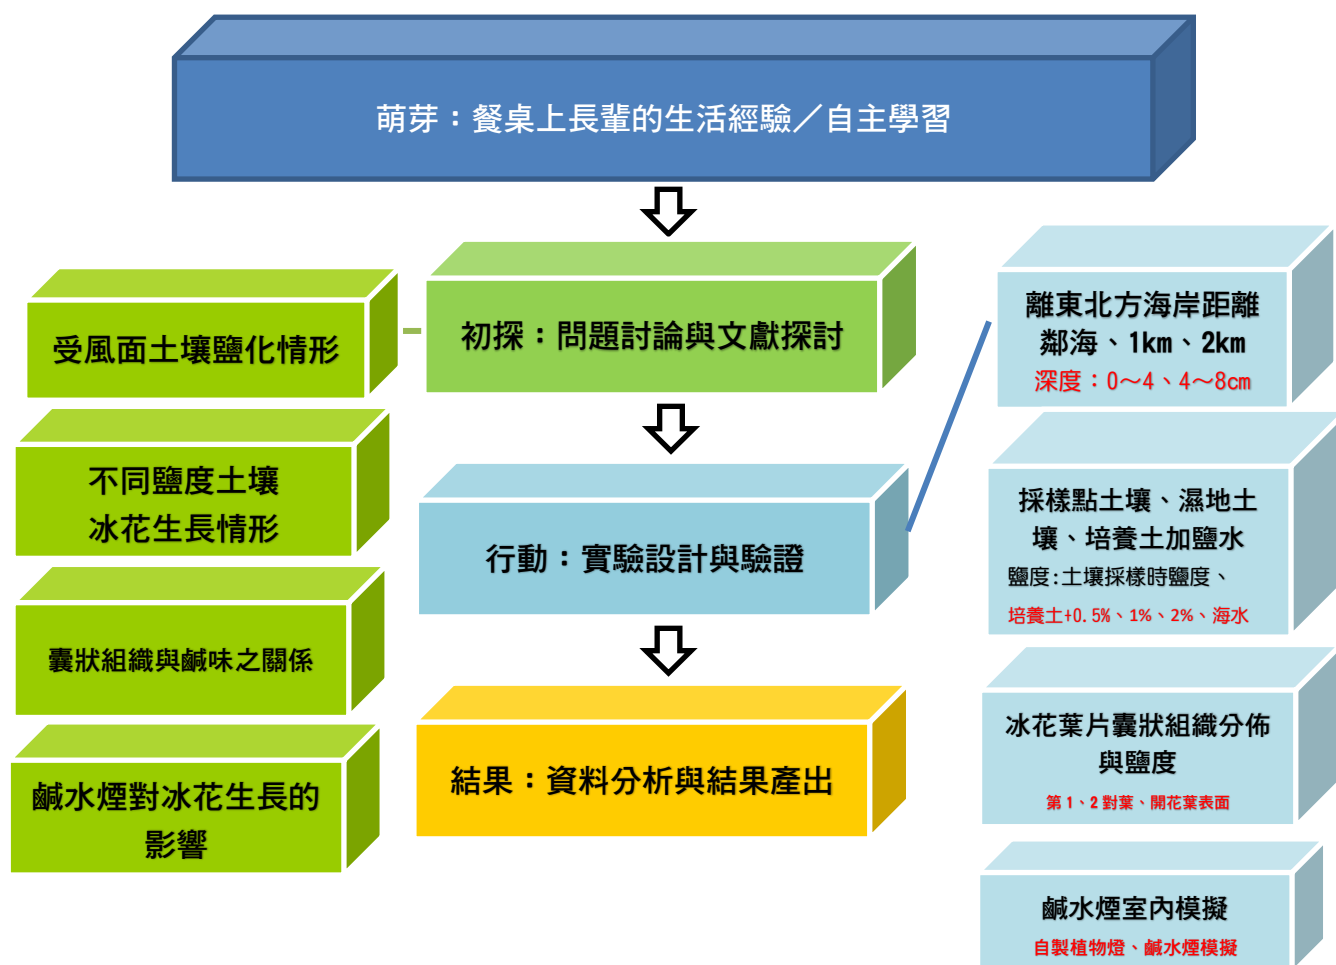 萌芽：餐桌上長輩的生活經驗／自主學習
初探：問題討論與文獻探討
行動：實驗設計與驗證
結果：資料分析與結果產出
受風面土壤鹽化情形
不同鹽度土壤
冰花生長情形
囊狀組織與鹹味之關係
鹹水煙對冰花生長的
影響
離東北方海岸距離
鄰海、1km、2km
深度：0～4、4～8cm
採樣點土壤、濕地土
壤、培養土加鹽水
鹽度:土壤採樣時鹽度、
培養土+0.5%、1%、2%、海水
冰花葉片囊狀組織分佈
與鹽度
第1、2對葉、開花葉表面
鹹水煙室內模擬
自製植物燈、鹹水煙模擬